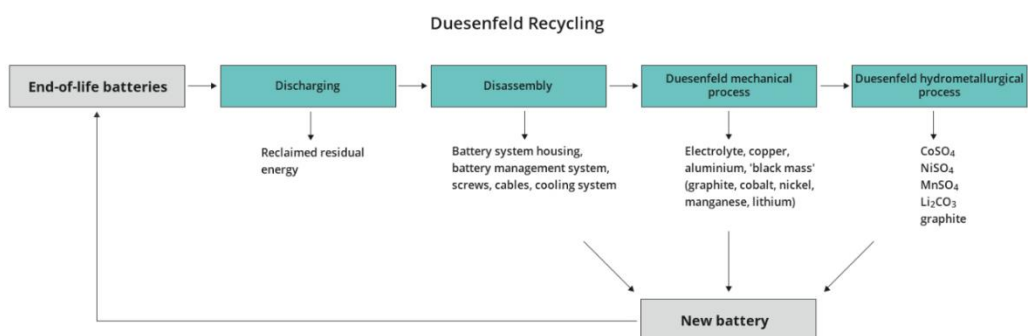 Duesenfeld Recycling
End-of-life batteries
Discharging
Disassembly
Duesenfeld mechanical
process
Duesenfeld hydrometallurgical
process
Reclaimed residual
energy
Battery system housing,
battery management system,
screws, cables, cooling system
Electrolyte, copper,
aluminium, 'black mass'
(graphite, cobalt, nickel,
manganese, lithium)
CoSO₄
NiSO₄
MnSO₄
Li₂CO₃
graphite
New battery